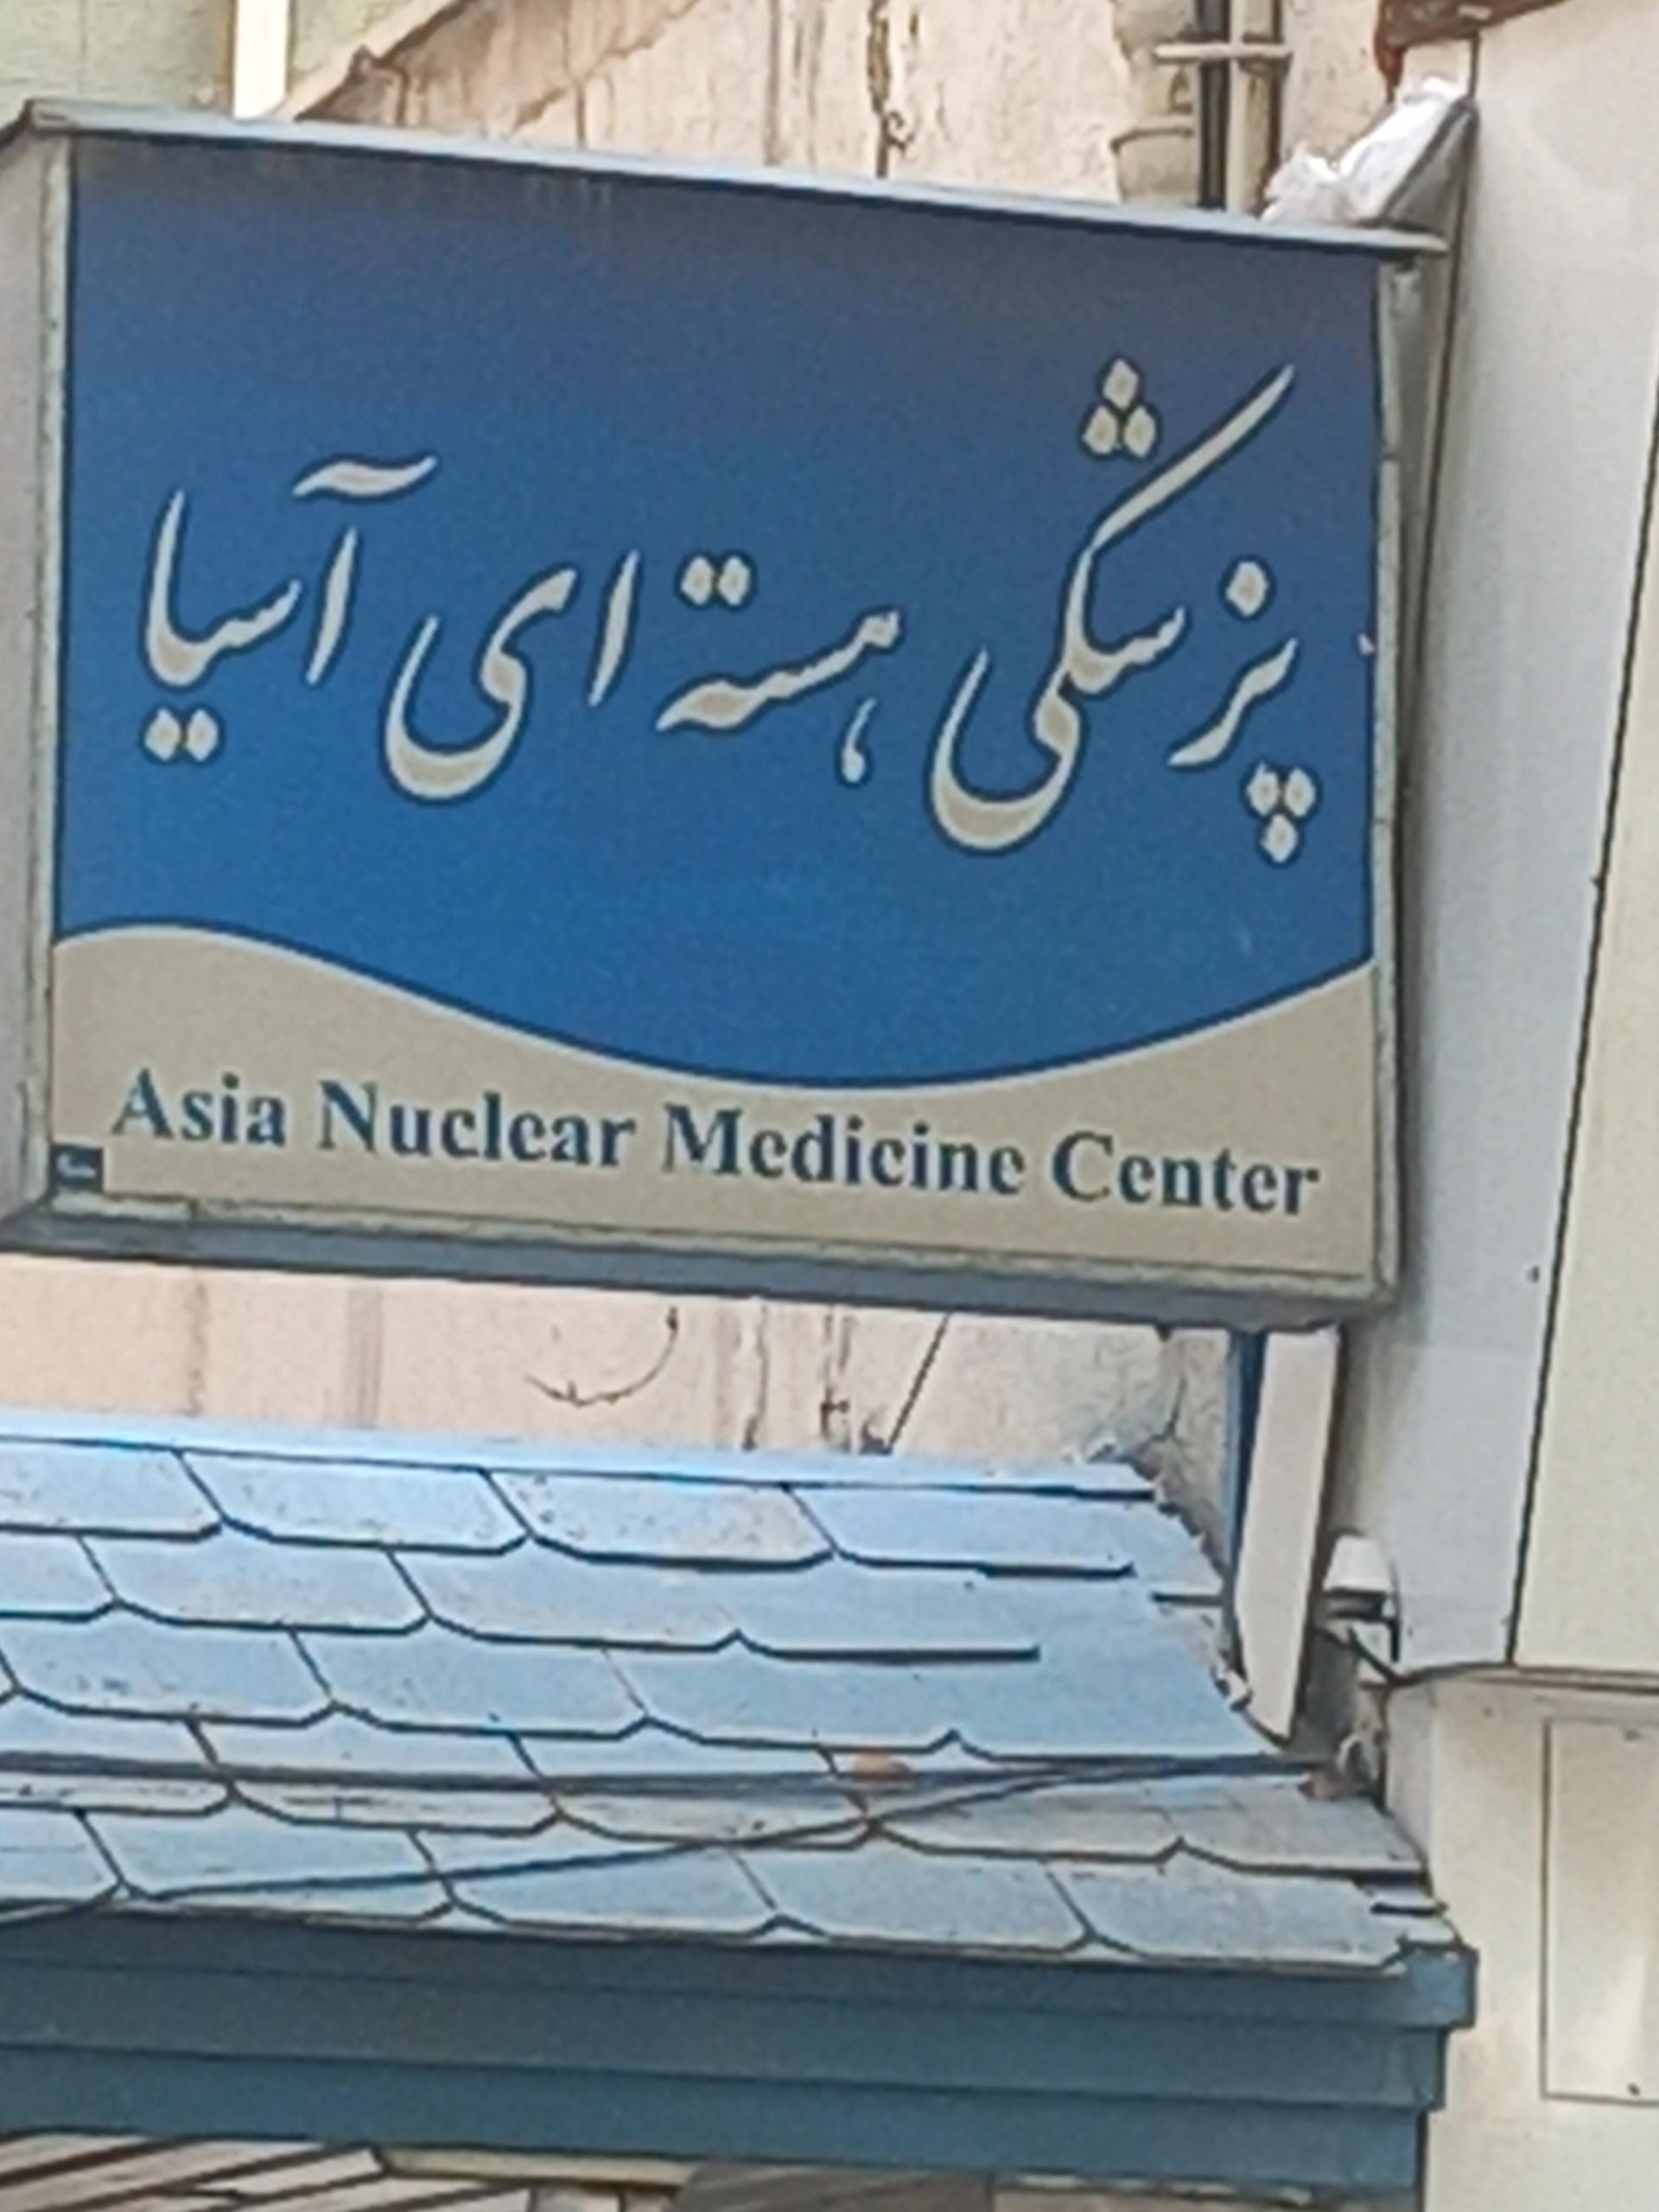 پزشکی هسته ای آسیا
Asia Nuclear Medicine Center